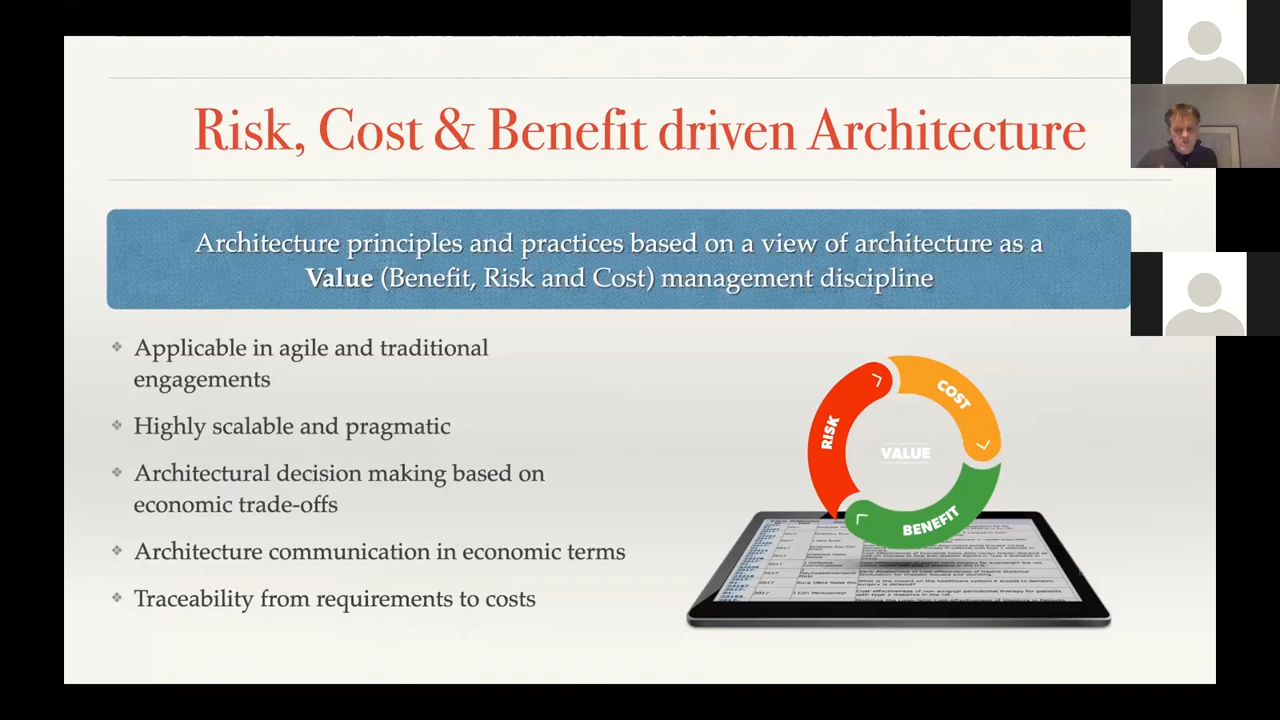 Risk, Cost & Benefit driven Architecture
Architecture principles and practices based on a view of architecture as a
Value (Benefit, Risk and Cost) management discipline
Applicable in agile and traditional
engagements
Highly scalable and pragmatic
Architectural decision making based on
economic trade-offs
Architecture communication in economic terms
Traceability from requirements to costs
RISK
COST
VALUE
BENEFIT